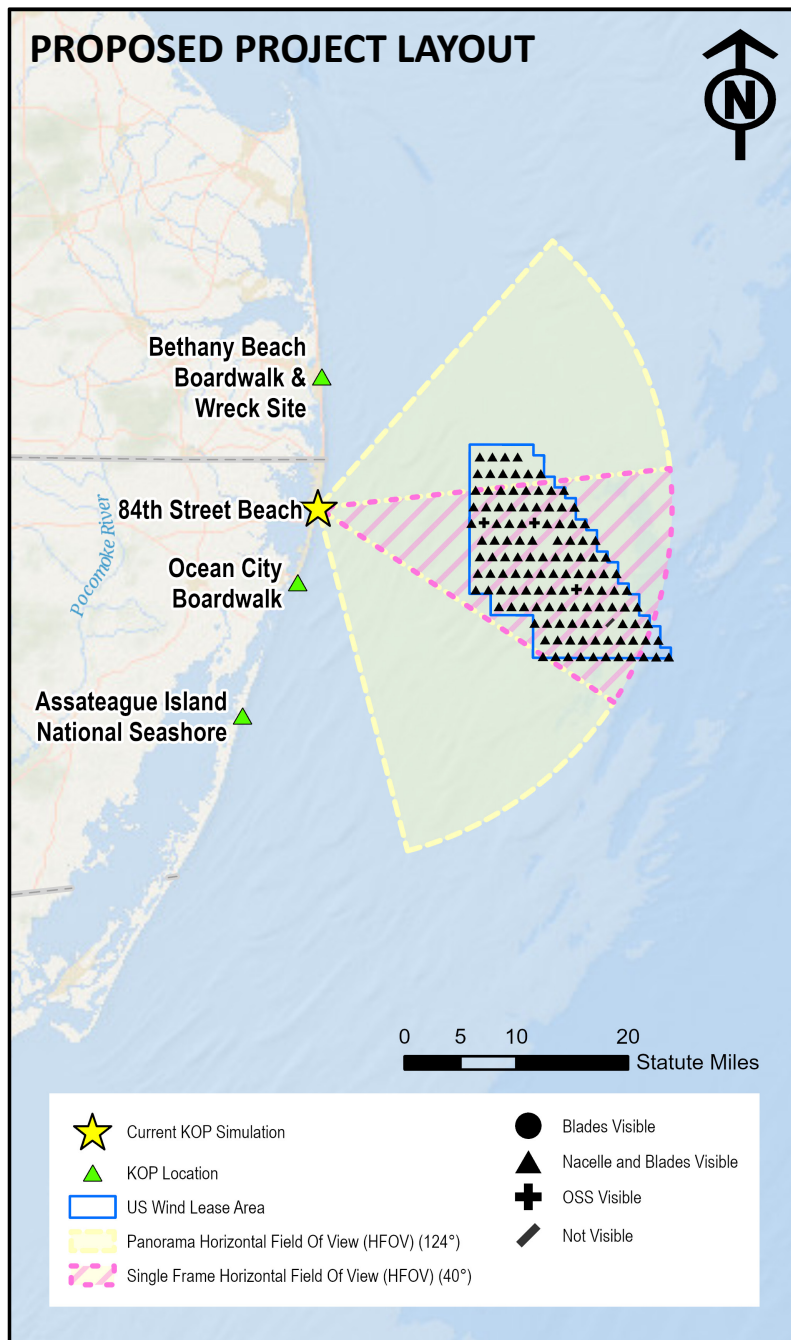 PROPOSED PROJECT LAYOUT
N
Bethany Beach
Boardwalk &
Wreck Site
84th Street Beach
Pocomoke River
Ocean City
Boardwalk
Assateague Island
National Seashore
0 5 10 20
Statute Miles
Current KOP Simulation
KOP Location
US Wind Lease Area
Panorama Horizontal Field Of View (HFOV) (124°)
Single Frame Horizontal Field Of View (HFOV) (40°)
Blades Visible
Nacelle and Blades Visible
OSS Visible
Not Visible